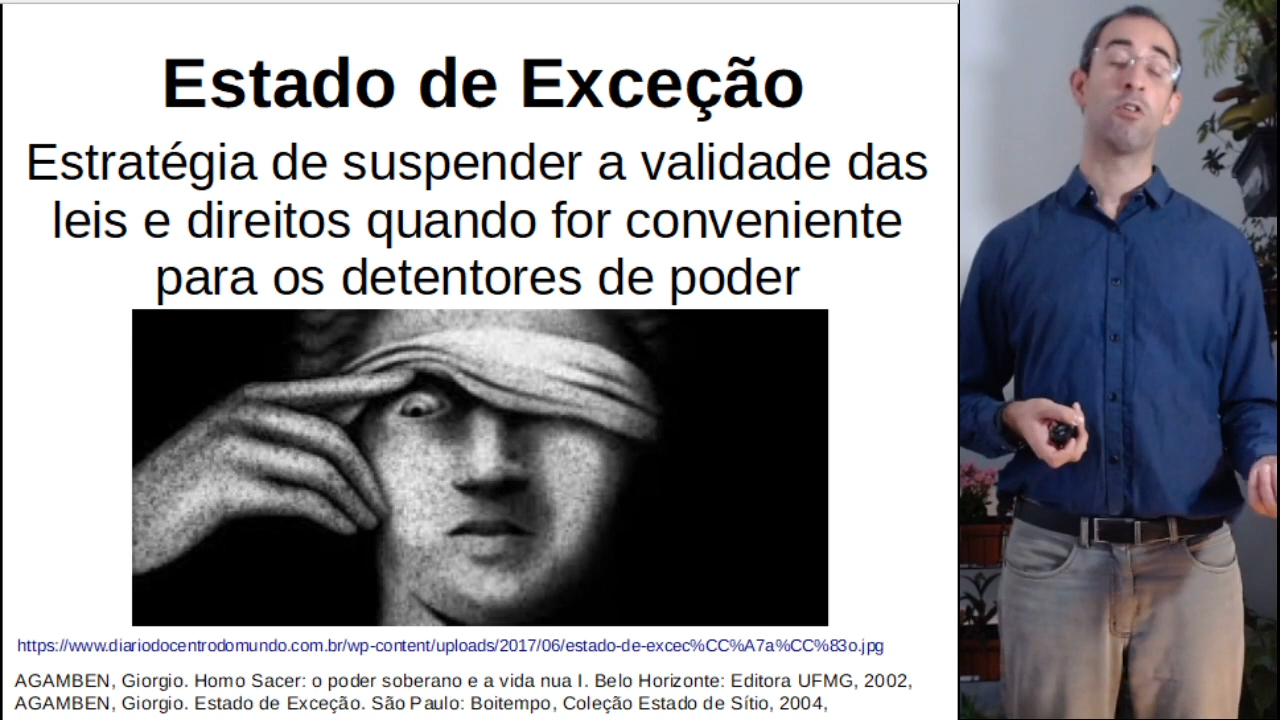 Estado de Exceção
Estratégia de suspender a validade das
leis e direitos quando for conveniente
para os detentores de poder
https://www.diariodocentrodomundo.com.br/wp-content/uploads/2017/06/estado-de-excec%CC%A7a%CC%83o.jpg
AGAMBEN, Giorgio. Homo Sacer: o poder soberano e a vida nua I. Belo Horizonte: Editora UFMG, 2002,
AGAMBEN, Giorgio. Estado de Exceção. São Paulo: Boitempo, Coleção Estado de Sítio, 2004,